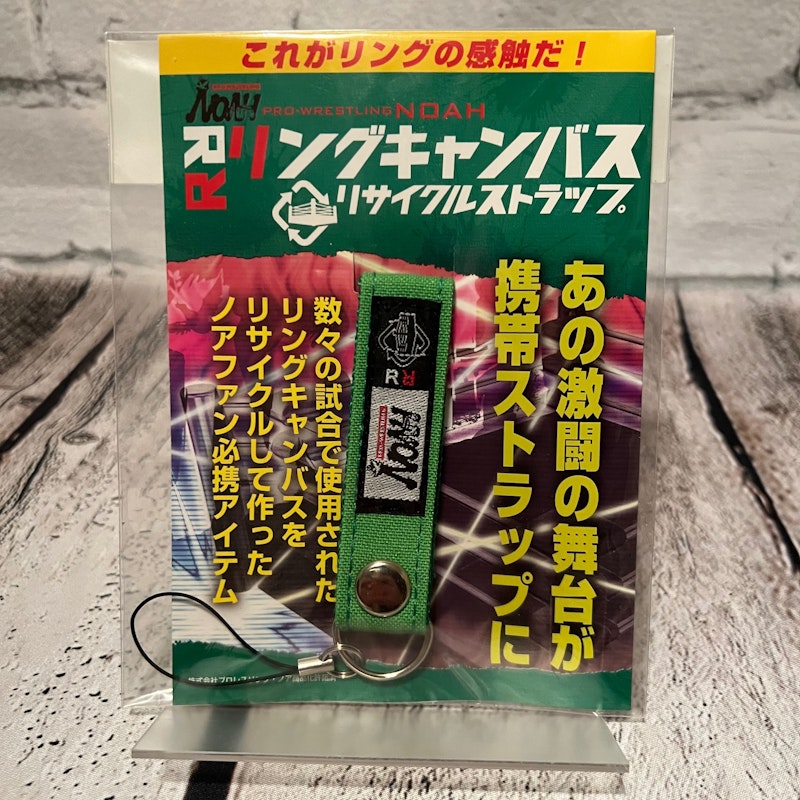 これがリングの感触だ！
NOAH
PRO-WRESTLING NOAH
RR
リングキャンバス
リサイクルストラップ。
あの激闘の舞台が
携帯ストラップに
数々の試合で使用された
リングキャンバスを
リサイクルして作った
ノアファン必携アイテム
RR
NOAH